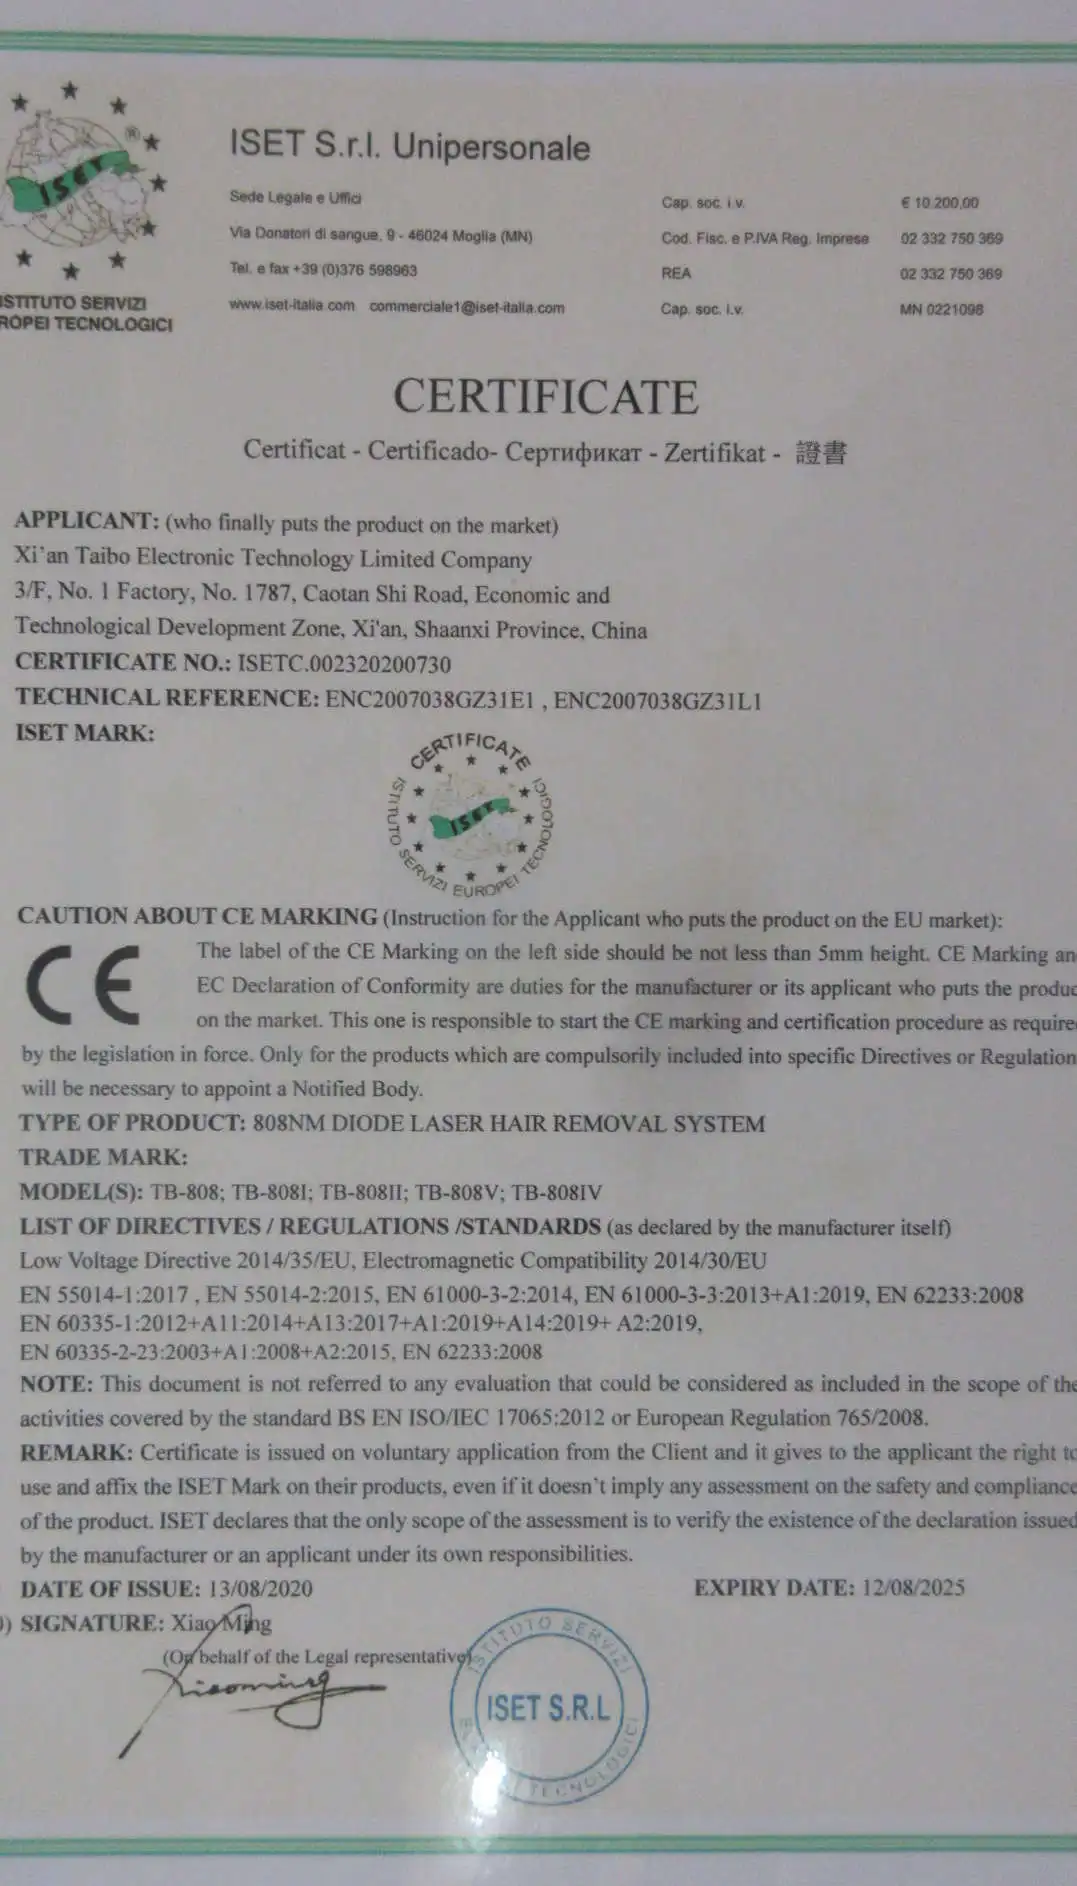 ISET
®
ISTITUTO SERVIZI
ROPEI TECNOLOGICI
ISET S.r.l. Unipersonale
Sede Legale e Uffici
Via Donatori di sangue, 9 - 46024 Moglia (MN)
Tel. e fax +39 (0)376 598963
www.iset-italia.com commerciale1@iset-italia.com
Cap. soc. i.v. € 10.200,00
Cod. Fisc. e P.IVA Reg. Imprese 02 332 750 369
REA 02 332 750 369
Cap. soc. i.v. MN 0221098
CERTIFICATE
Certificat - Certificado- Сертификат - Zertifikat - 證書
APPLICANT: (who finally puts the product on the market)
Xi’an Taibo Electronic Technology Limited Company
3/F, No. 1 Factory, No. 1787, Caotan Shi Road, Economic and
Technological Development Zone, Xi'an, Shaanxi Province, China
CERTIFICATE NO.: ISETC.002320200730
TECHNICAL REFERENCE: ENC2007038GZ31E1 , ENC2007038GZ31L1
ISET MARK:
CERTIFICATE
ISTITUTO SERVIZI EUROPEI TECNOLOGICI
ISET
CAUTION ABOUT CE MARKING (Instruction for the Applicant who puts the product on the EU market):
CE
The label of the CE Marking on the left side should be not less than 5mm height. CE Marking an
EC Declaration of Conformity are duties for the manufacturer or its applicant who puts the produc
on the market. This one is responsible to start the CE marking and certification procedure as require
by the legislation in force. Only for the products which are compulsorily included into specific Directives or Regulation
will be necessary to appoint a Notified Body.
TYPE OF PRODUCT: 808NM DIODE LASER HAIR REMOVAL SYSTEM
TRADE MARK:
MODEL(S): TB-808; TB-808I; TB-808II; TB-808V; TB-808IV
LIST OF DIRECTIVES / REGULATIONS /STANDARDS (as declared by the manufacturer itself)
Low Voltage Directive 2014/35/EU, Electromagnetic Compatibility 2014/30/EU
EN 55014-1:2017 , EN 55014-2:2015, EN 61000-3-2:2014, EN 61000-3-3:2013+A1:2019, EN 62233:2008
EN 60335-1:2012+A11:2014+A13:2017+A1:2019+A14:2019+ A2:2019,
EN 60335-2-23:2003+A1:2008+A2:2015, EN 62233:2008
NOTE: This document is not referred to any evaluation that could be considered as included in the scope of the
activities covered by the standard BS EN ISO/IEC 17065:2012 or European Regulation 765/2008.
REMARK: Certificate is issued on voluntary application from the Client and it gives to the applicant the right to
use and affix the ISET Mark on their products, even if it doesn’t imply any assessment on the safety and compliance
of the product. ISET declares that the only scope of the assessment is to verify the existence of the declaration issued
by the manufacturer or an applicant under its own responsibilities.
DATE OF ISSUE: 13/08/2020 EXPIRY DATE: 12/08/2025
) SIGNATURE: Xiao Ming
(On behalf of the Legal representative)
Xiaoming
ISTITUTO SERVIZI
ISET S.R.L
TECNOLOGICI